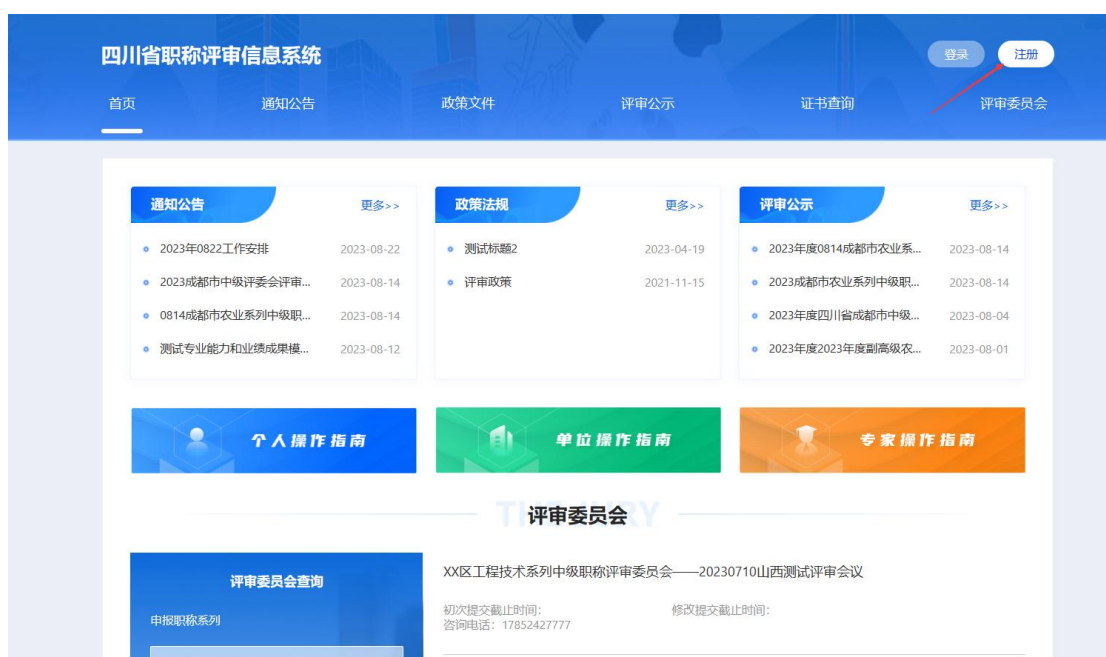 四川省职称评审信息系统
登录 注册
首页 通知公告 政策文件 评审公示 证书查询 评审委员会
通知公告 更多>>
2023年0822工作安排 2023-08-22
2023成都市中级评委会评审... 2023-08-14
0814成都市农业系列中级职... 2023-08-14
测试专业能力和业绩成果模... 2023-08-12
政策法规 更多>>
测试标题2 2023-04-19
评审政策 2021-11-15
评审公示 更多>>
2023年度0814成都市农业系... 2023-08-14
2023成都市农业系列中级职... 2023-08-14
2023年度四川省成都市中级... 2023-08-04
2023年度2023年度副高级农... 2023-08-01
个人操作指南 单位操作指南 专家操作指南
评审委员会
评审委员会查询
申报职称系列
XX区工程技术系列中级职称评审委员会——20230710山西测试评审会议
初次提交截止时间: 修改提交截止时间:
咨询电话: 17852427777